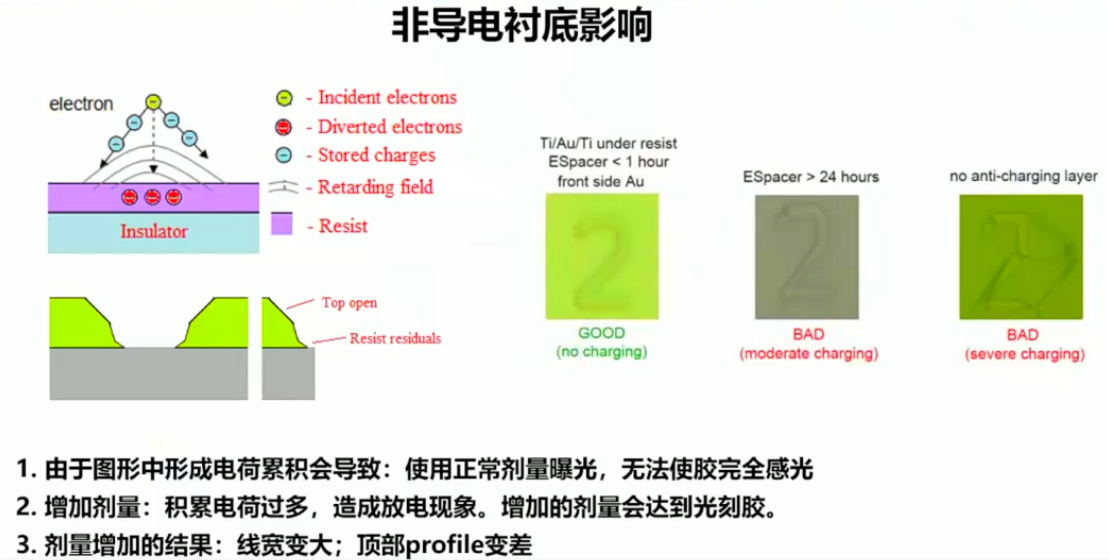 非导电衬底影响
electron
- Incident electrons
- Diverted electrons
- Stored charges
- Retarding field
- Resist
Insulator
Top open
Resist residuals
Ti/Au/Ti under resist
ESpacer < 1 hour
front side Au
GOOD
(no charging)
ESpacer > 24 hours
BAD
(moderate charging)
no anti-charging layer
BAD
(severe charging)
1. 由于图形中形成电荷累积会导致：使用正常剂量曝光，无法使胶完全感光
2. 增加剂量：积累电荷过多，造成放电现象。增加的剂量会达到光刻胶。
3. 剂量增加的结果：线宽变大；顶部profile变差